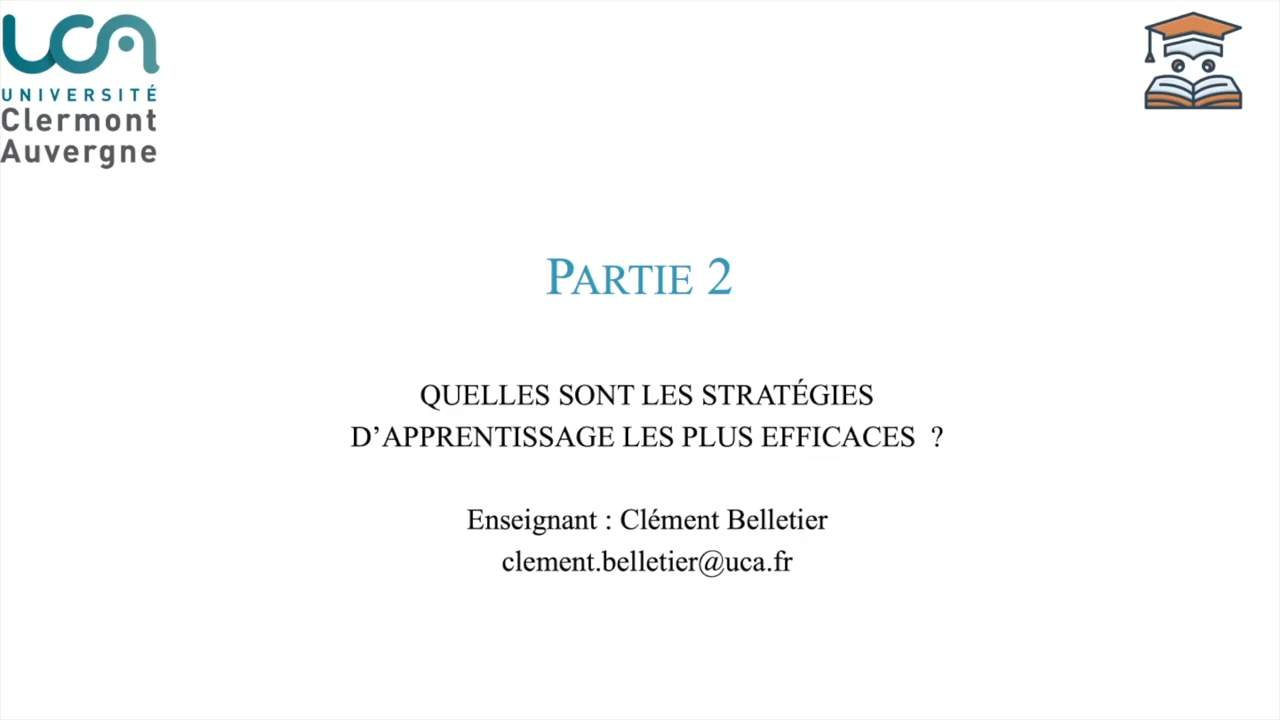 UCA
UNIVERSITÉ
Clermont
Auvergne
PARTIE 2
QUELLES SONT LES STRATÉGIES
D’APPRENTISSAGE LES PLUS EFFICACES ?
Enseignant : Clément Belletier
clement.belletier@uca.fr